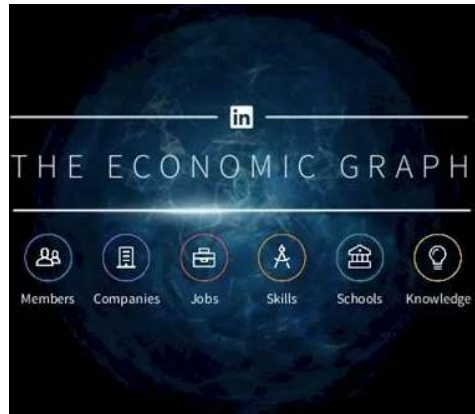 in
THE ECONOMIC GRAPH
Members Companies Jobs Skills Schools Knowledge